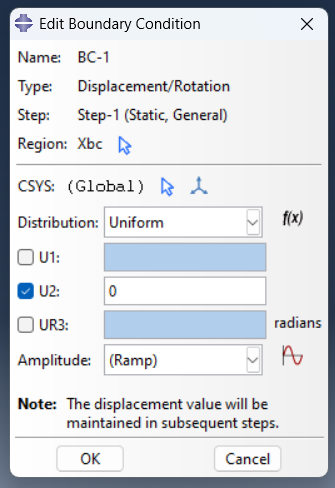 Edit Boundary Condition
Name: BC-1
Type: Displacement/Rotation
Step: Step-1 (Static, General)
Region: Xbc
CSYS: (Global)
Distribution: Uniform f(x)
U1:
U2: 0
UR3: radians
Amplitude: (Ramp)
Note: The displacement value will be
maintained in subsequent steps.
OK Cancel